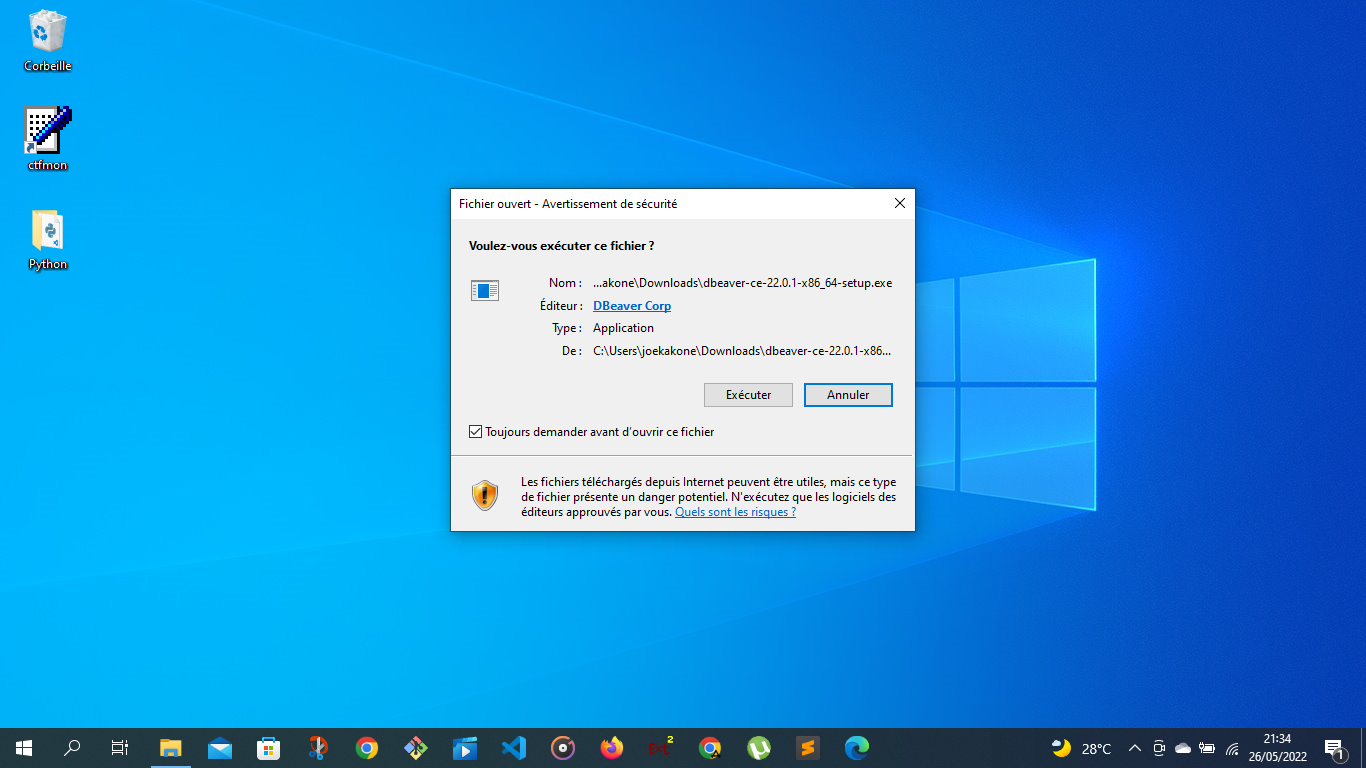 Corbeille
ctfmon
Python
Fichier ouvert - Avertissement de sécurité
Voulez-vous exécuter ce fichier ?
Nom : ...akone\Downloads\dbeaver-ce-22.0.1-x86_64-setup.exe
Éditeur : DBeaver Corp
Type : Application
De : C:\Users\joekakone\Downloads\dbeaver-ce-22.0.1-x86...
Exécuter Annuler
Toujours demander avant d'ouvrir ce fichier
Les fichiers téléchargés depuis Internet peuvent être utiles, mais ce type
de fichier présente un danger potentiel. N'exécutez que les logiciels des
éditeurs approuvés par vous. Quels sont les risques ?
28°C
21:34
26/05/2022
1